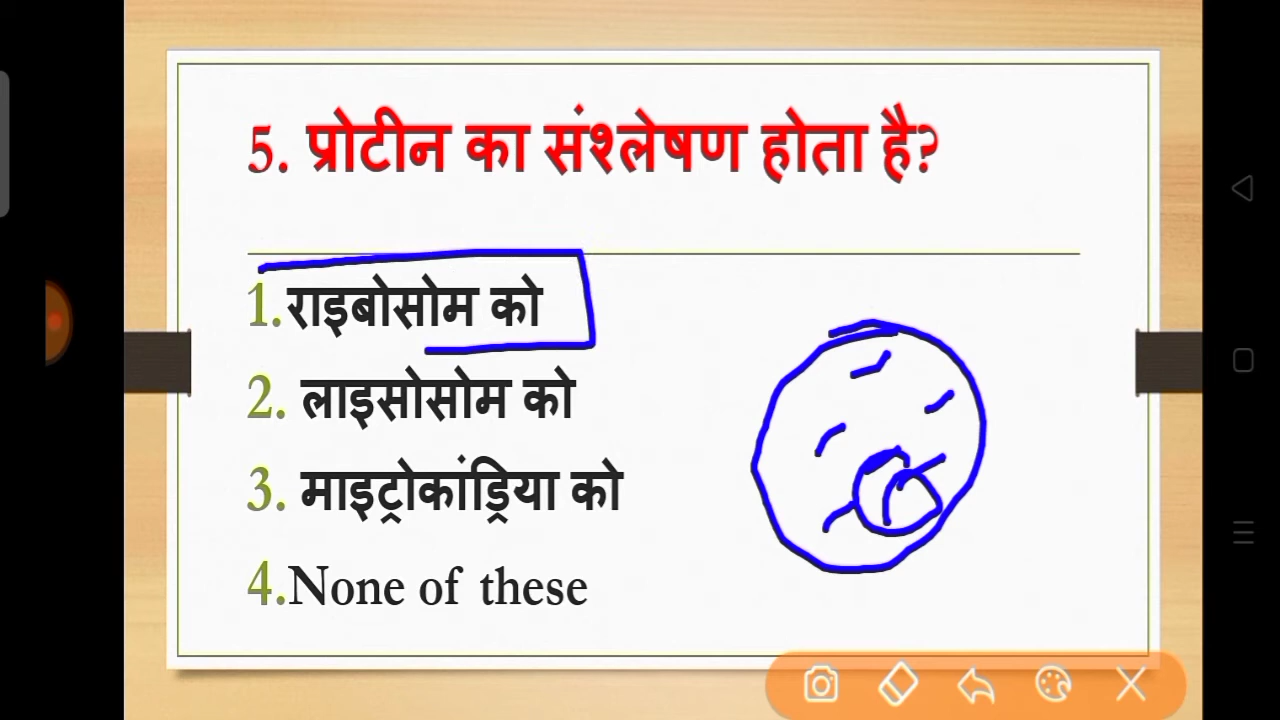 5. प्रोटीन का संश्लेषण होता है?
1.राइबोसोम को
2. लाइसोसोम को
3. माइट्रोकांड्रिया को
4.None of these